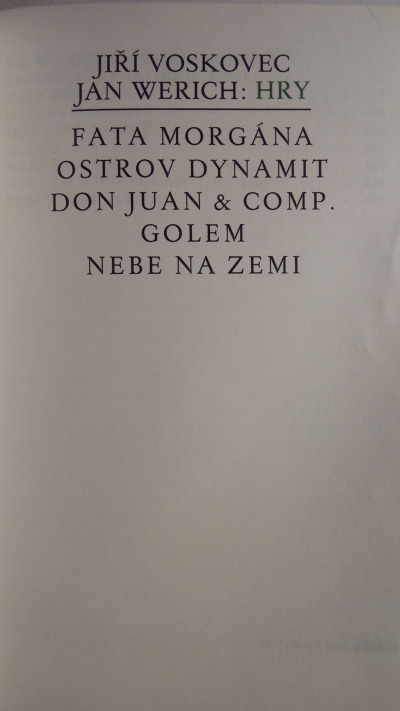 JIŘÍ VOSKOVEC
JAN WERICH: HRY
FATA MORGÁNA
OSTROV DYNAMIT
DON JUAN & COMP.
GOLEM
NEBE NA ZEMI